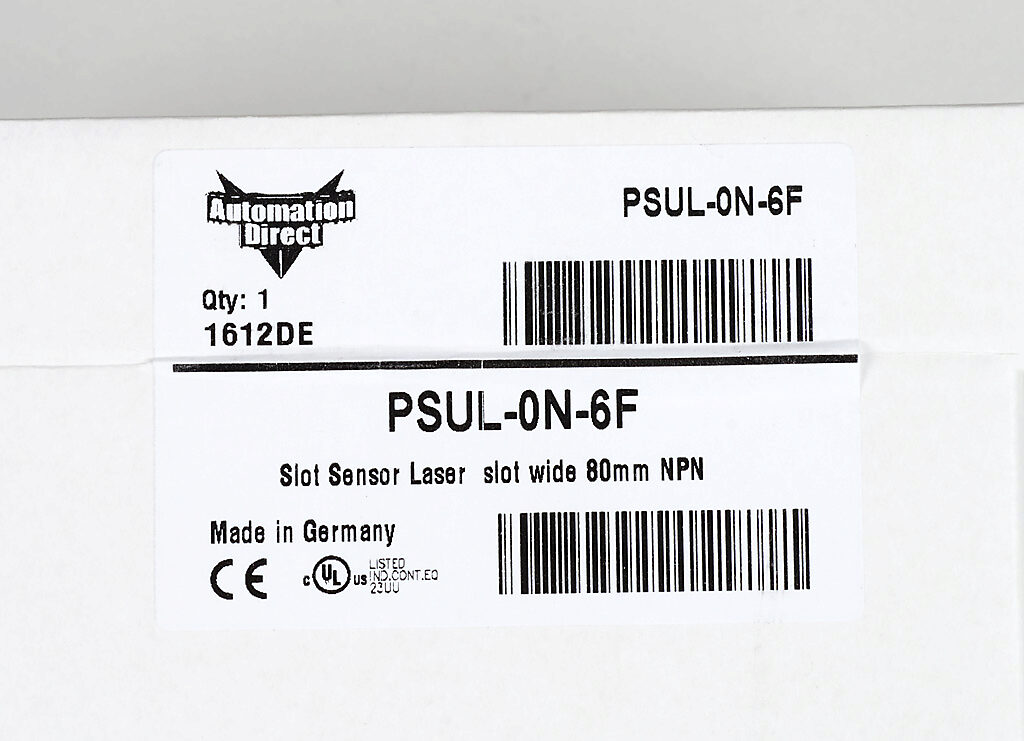 Automation
Direct
PSUL-0N-6F
Qty: 1
1612DE
PSUL-0N-6F
Slot Sensor Laser slot wide 80mm NPN
Made in Germany
CE
c UL us LISTED
IND.CONT.EQ
23UU